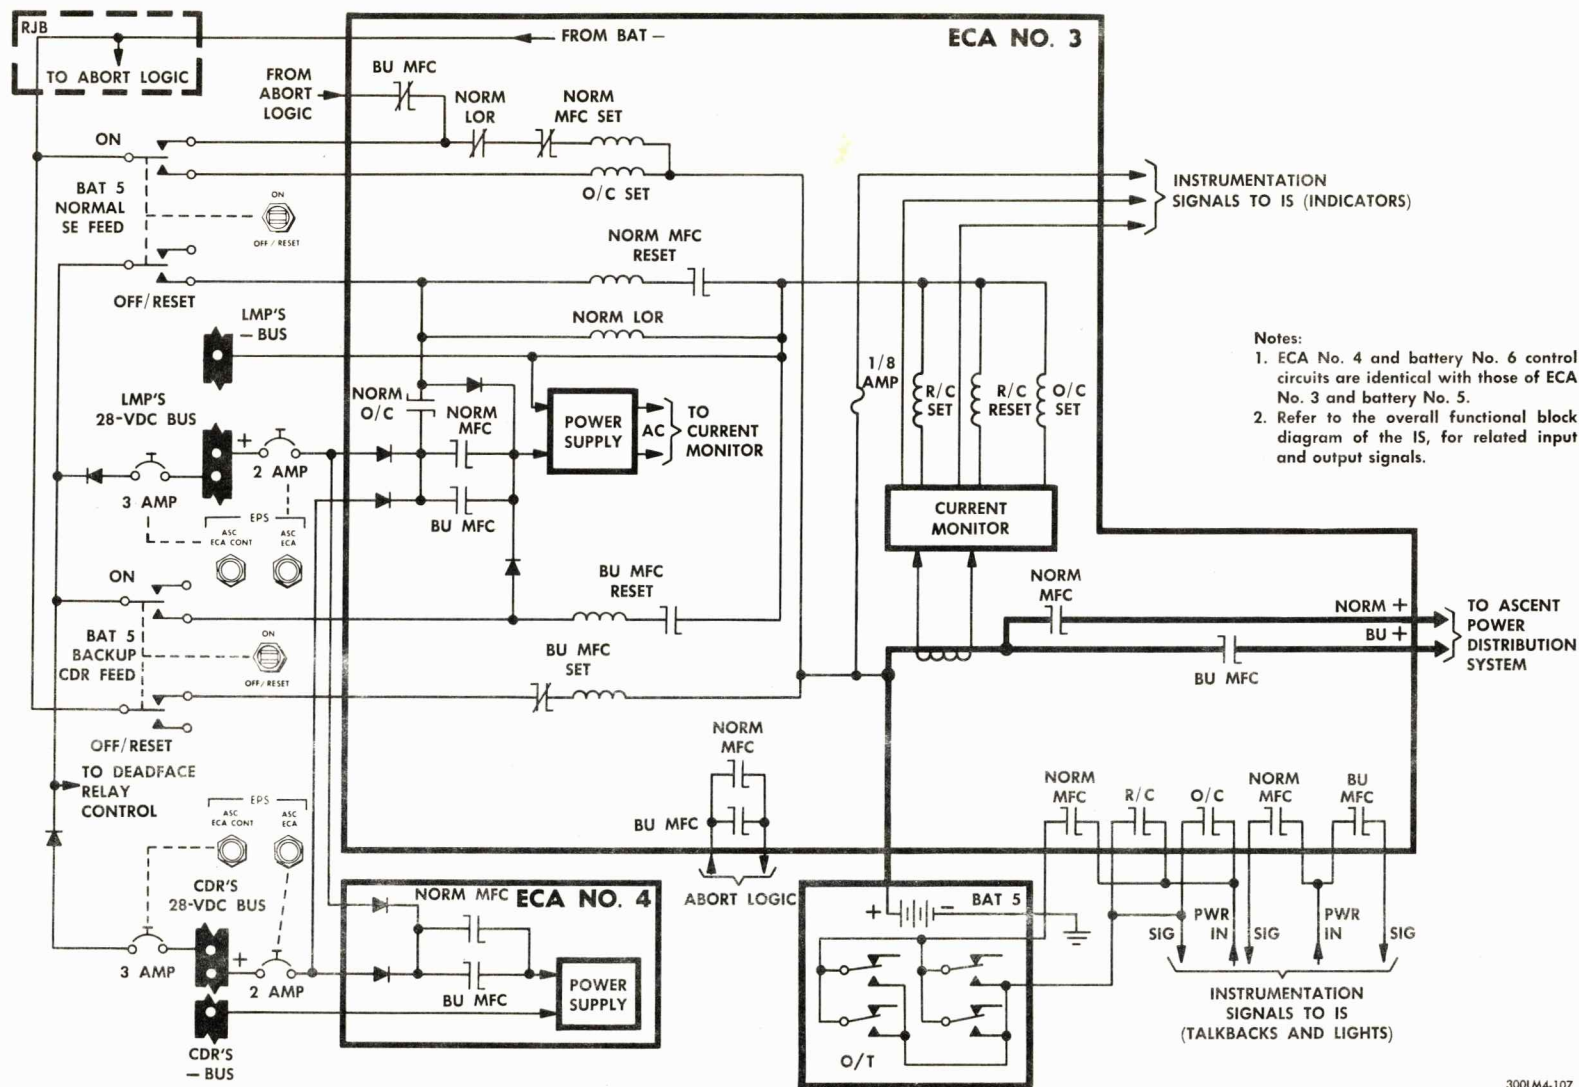 RJB
TO ABORT LOGIC
FROM BAT —
ECA NO. 3
FROM
ABORT
LOGIC
BU MFC
NORM
LOR
NORM
MFC SET
O/C SET
ON
BAT 5
NORMAL
SE FEED
ON
OFF / RESET
OFF/RESET
INSTRUMENTATION
SIGNALS TO IS (INDICATORS)
NORM MFC
RESET
NORM LOR
LMP'S
— BUS
LMP'S
28-VDC BUS
+
2 AMP
3 AMP
EPS
ASC
ECA CONT
ASC
ECA
NORM
O/C
NORM
MFC
BU MFC
POWER
SUPPLY
AC
TO
CURRENT
MONITOR
1/8
AMP
R/C
SET
R/C
RESET
O/C
SET
CURRENT
MONITOR
Notes:
1. ECA No. 4 and battery No. 6 control
circuits are identical with those of ECA
No. 3 and battery No. 5.
2. Refer to the overall functional block
diagram of the IS, for related input
and output signals.
ON
BAT 5
BACKUP
CDR FEED
ON
OFF/RESET
OFF/RESET
BU MFC
RESET
BU MFC
SET
NORM
MFC
BU MFC
NORM +
BU +
TO ASCENT
POWER
DISTRIBUTION
SYSTEM
TO DEADFACE
RELAY
CONTROL
EPS
ASC
ECA CONT
ASC
ECA
CDR'S
28-VDC BUS
3 AMP
+
2 AMP
CDR'S
— BUS
NORM
MFC
BU MFC
ABORT LOGIC
ECA NO. 4
NORM MFC
BU MFC
POWER
SUPPLY
BAT 5
+
-
O/T
NORM
MFC
R/C
O/C
NORM
MFC
BU
MFC
SIG
PWR
IN
SIG
PWR
IN
SIG
INSTRUMENTATION
SIGNALS TO IS
(TALKBACKS AND LIGHTS)
300LM4-107